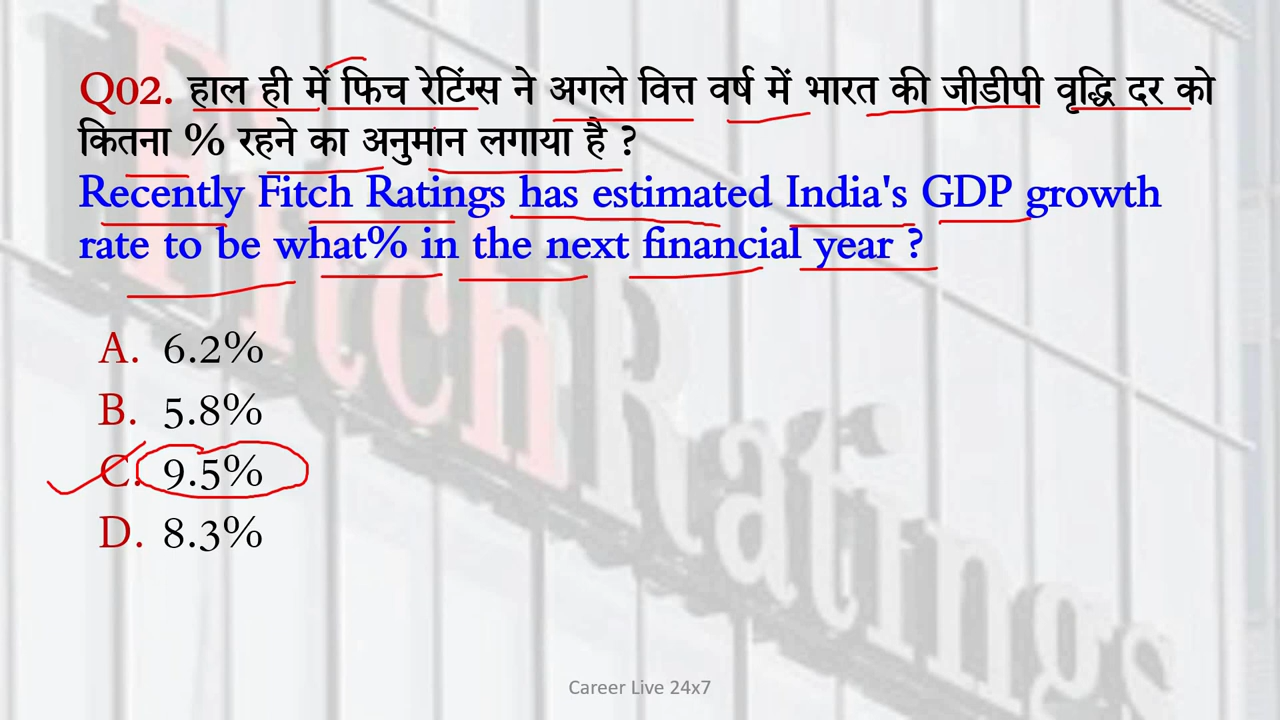 Q02. हाल ही में फिच रेटिंग्स ने अगले वित्त वर्ष में भारत की जीडीपी वृद्धि दर को
कितना % रहने का अनुमान लगाया है ?
Recently Fitch Ratings has estimated India's GDP growth
rate to be what% in the next financial year ?
A. 6.2%
B. 5.8%
C. 9.5%
D. 8.3%
FitchRatings
Career Live 24x7